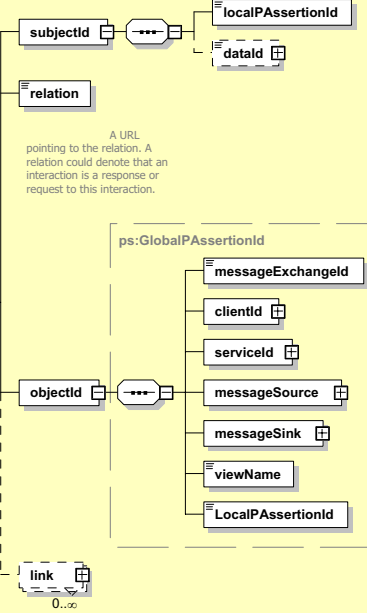 localPAssertionId
subjectId
dataId
relation
A URL
pointing to the relation. A
relation could denote that an
interaction is a response or
request to this interaction.
ps:GlobalPAssertionId
messageExchangeId
clientId
serviceId
objectId
messageSource
messageSink
viewName
LocalPAssertionId
link
0..∞